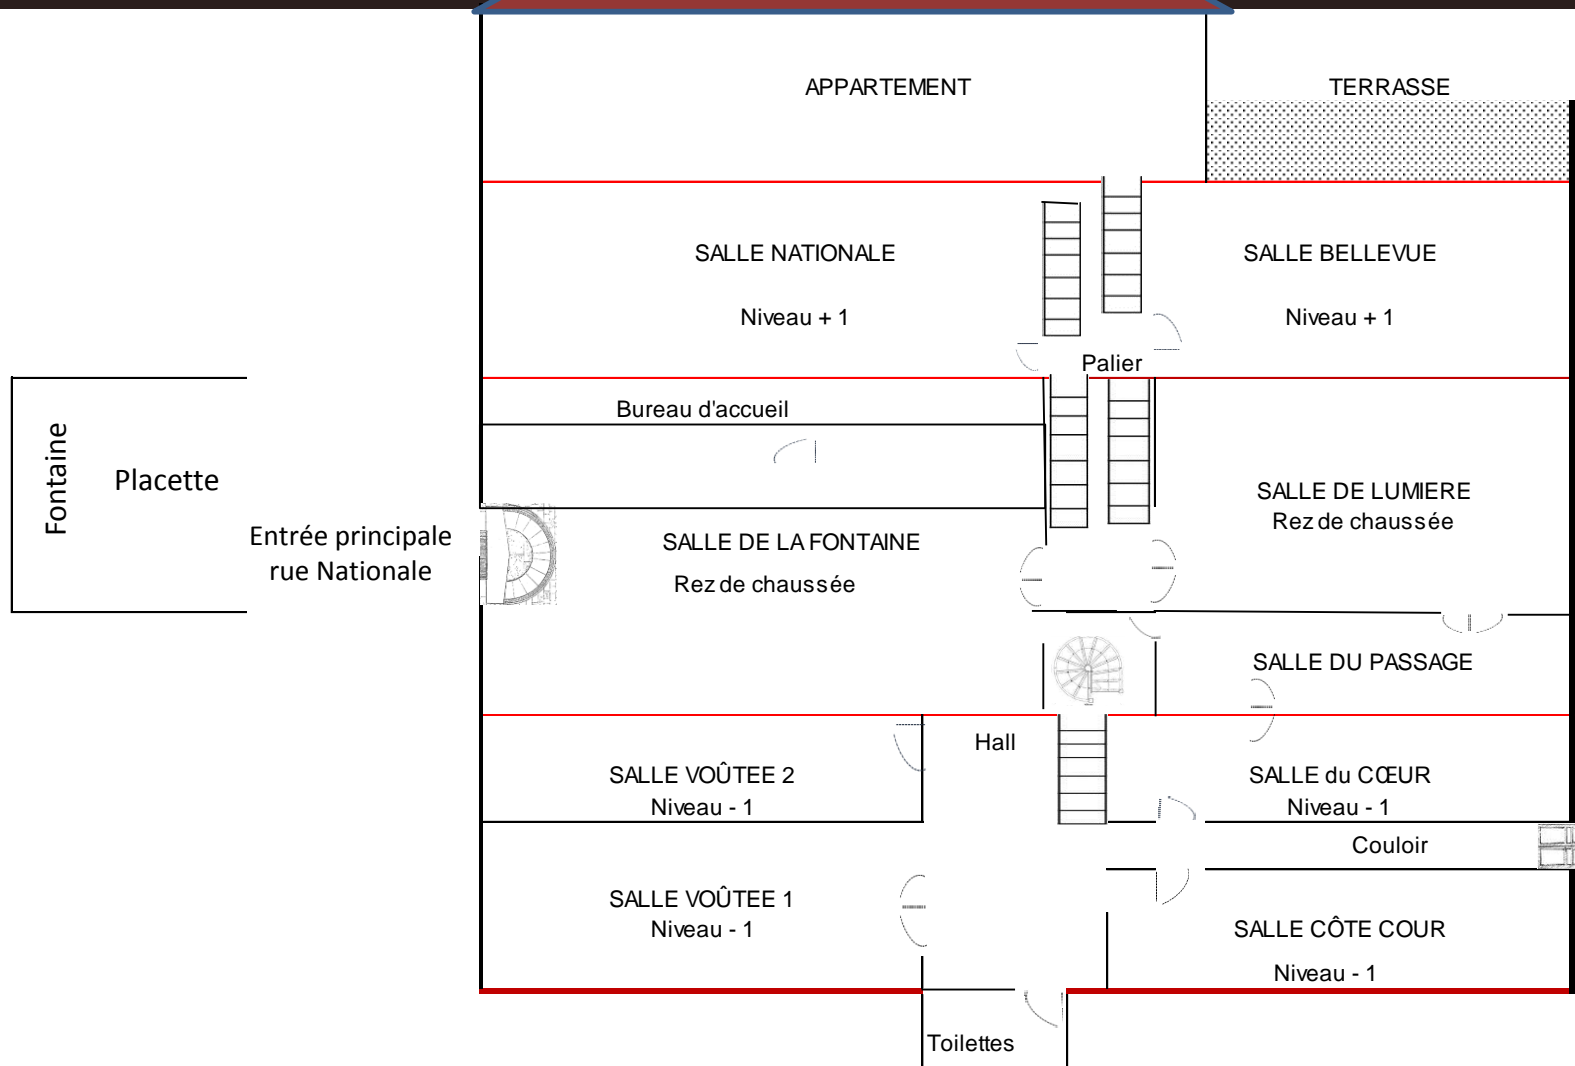 APPARTEMENT
TERRASSE
SALLE NATIONALE
Niveau + 1
SALLE BELLEVUE
Niveau + 1
Palier
Bureau d'accueil
Fontaine
Placette
Entrée principale
rue Nationale
SALLE DE LA FONTAINE
Rez de chaussée
SALLE DE LUMIERE
Rez de chaussée
SALLE DU PASSAGE
Hall
SALLE VOÛTEE 2
Niveau - 1
SALLE du CŒUR
Niveau - 1
Couloir
SALLE VOÛTEE 1
Niveau - 1
SALLE CÔTE COUR
Niveau - 1
Toilettes